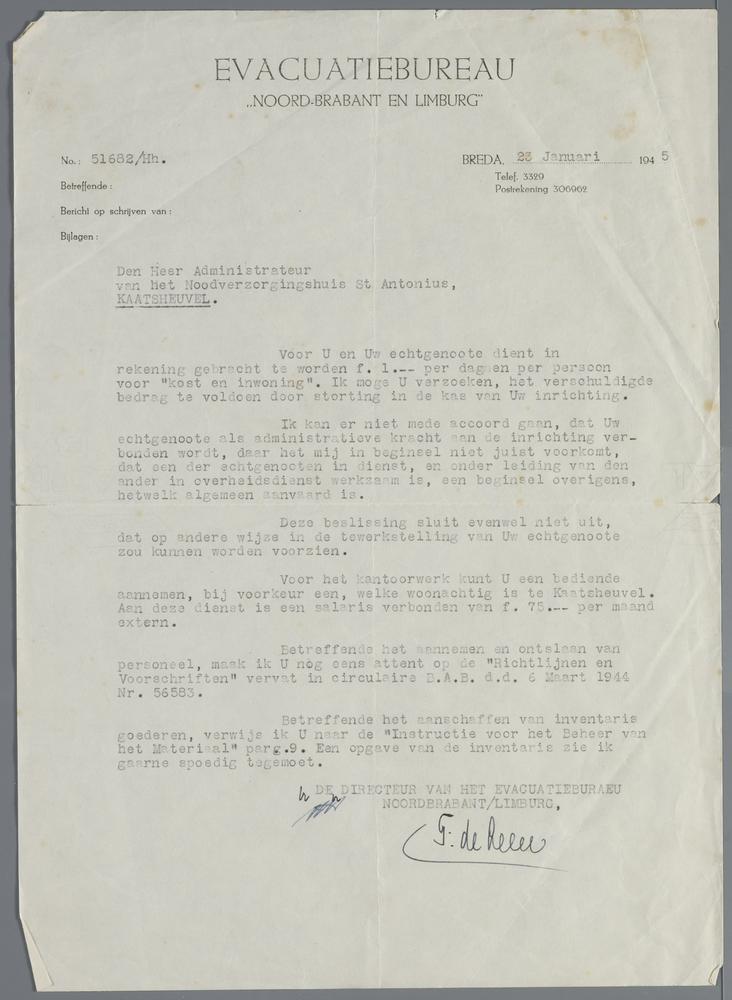 EVACUATIEBUREAU
„NOORD-BRABANT EN LIMBURG”
No.: 51682/Hh.
BREDA, 23 Januari 1945
Telef. 3329
Postrekening 306962
Betreffende :
Bericht op schrijven van :
Bijlagen :
Den Heer Administrateur
van het Noodverzorgingshuis St Antonius,
KAATSHEUVEL.
Voor U en Uw echtgenoote dient in
rekening gebracht te worden f. 1.-- per dag en per persoon
voor "kost en inwoning". Ik moge U verzoeken, het verschuldigde
bedrag te voldoen door storting in de kas van Uw inrichting.
Ik kan er niet mede accoord gaan, dat Uw
echtgenoote als administratieve kracht aan de inrichting ver-
bonden wordt, daar het mij in beginsel niet juist voorkomt,
dat een der echtgenooten in dienst, en onder leiding van den
ander in overheidsdienst werkzaam is, een beginsel overigens,
hetwelk algemeen aanvaard is.
Deze beslissing sluit evenwel niet uit,
dat op andere wijze in de tewerkstelling van Uw echtgenoote
zou kunnen worden voorzien.
Voor het kantoorwerk kunt U een bediende
aannemen, bij voorkeur een, welke woonachtig is te Kaatsheuvel.
Aan deze dienst is een salaris verbonden van f. 75.-- per maand
extern.
Betreffende het aannemen en ontslaan van
personeel, maak ik U nog eens attent op de "Richtlijnen en
Voorschriften" vervat in circulaire B.A.B. d.d. 6 Maart 1944
Nr. 56583.
Betreffende het aanschaffen van inventaris
goederen, verwijs ik U naar de "Instructie voor het Beheer van
het Materiaal" parg.9. Een opgave van de inventaris zie ik
gaarne spoedig tegemoet.
DE DIRECTEUR VAN HET EVACUATIEBURAEU
NOORDBRABANT/LIMBURG,